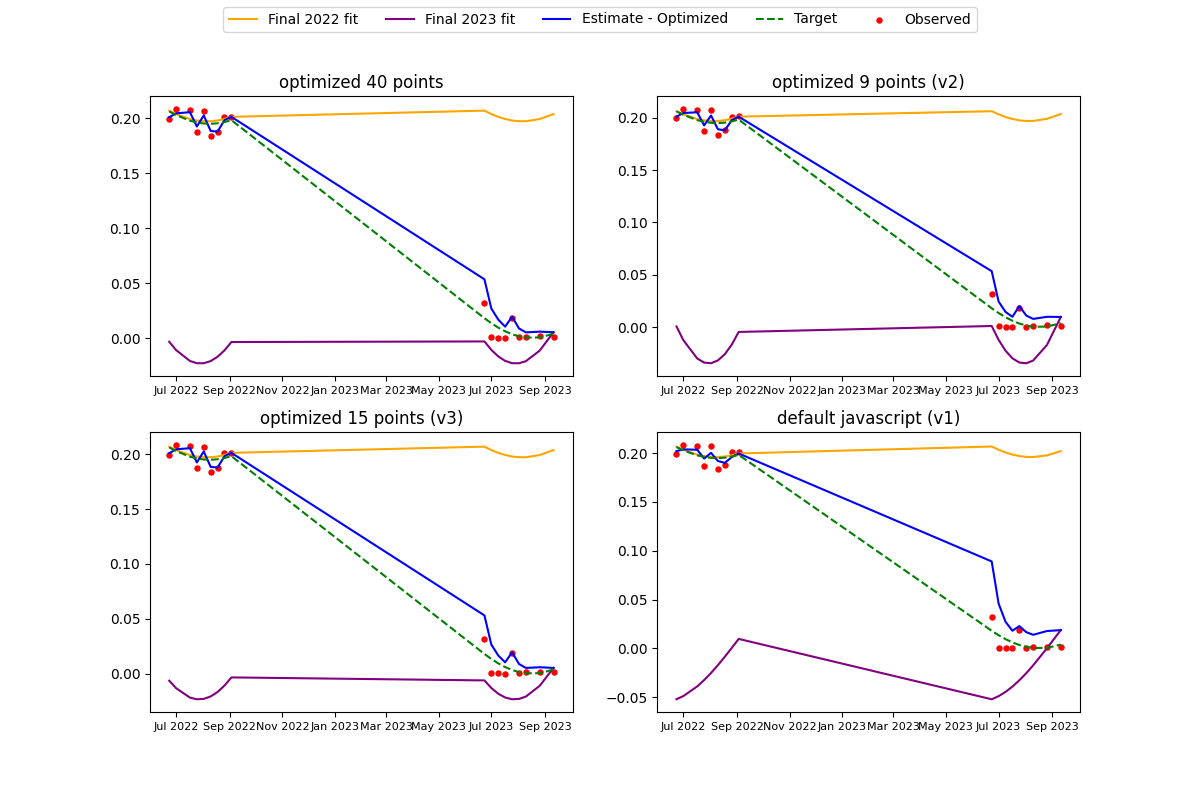 Final 2022 fit Final 2023 fit Estimate - Optimized Target Observed
optimized 40 points
0.20
0.15
0.10
0.05
0.00
Jul 2022 Sep 2022 Nov 2022 Jan 2023 Mar 2023 May 2023 Jul 2023 Sep 2023
optimized 9 points (v2)
0.20
0.15
0.10
0.05
0.00
Jul 2022 Sep 2022 Nov 2022 Jan 2023 Mar 2023 May 2023 Jul 2023 Sep 2023
optimized 15 points (v3)
0.20
0.15
0.10
0.05
0.00
Jul 2022 Sep 2022 Nov 2022 Jan 2023 Mar 2023 May 2023 Jul 2023 Sep 2023
default javascript (v1)
0.20
0.15
0.10
0.05
0.00
−0.05
Jul 2022 Sep 2022 Nov 2022 Jan 2023 Mar 2023 May 2023 Jul 2023 Sep 2023